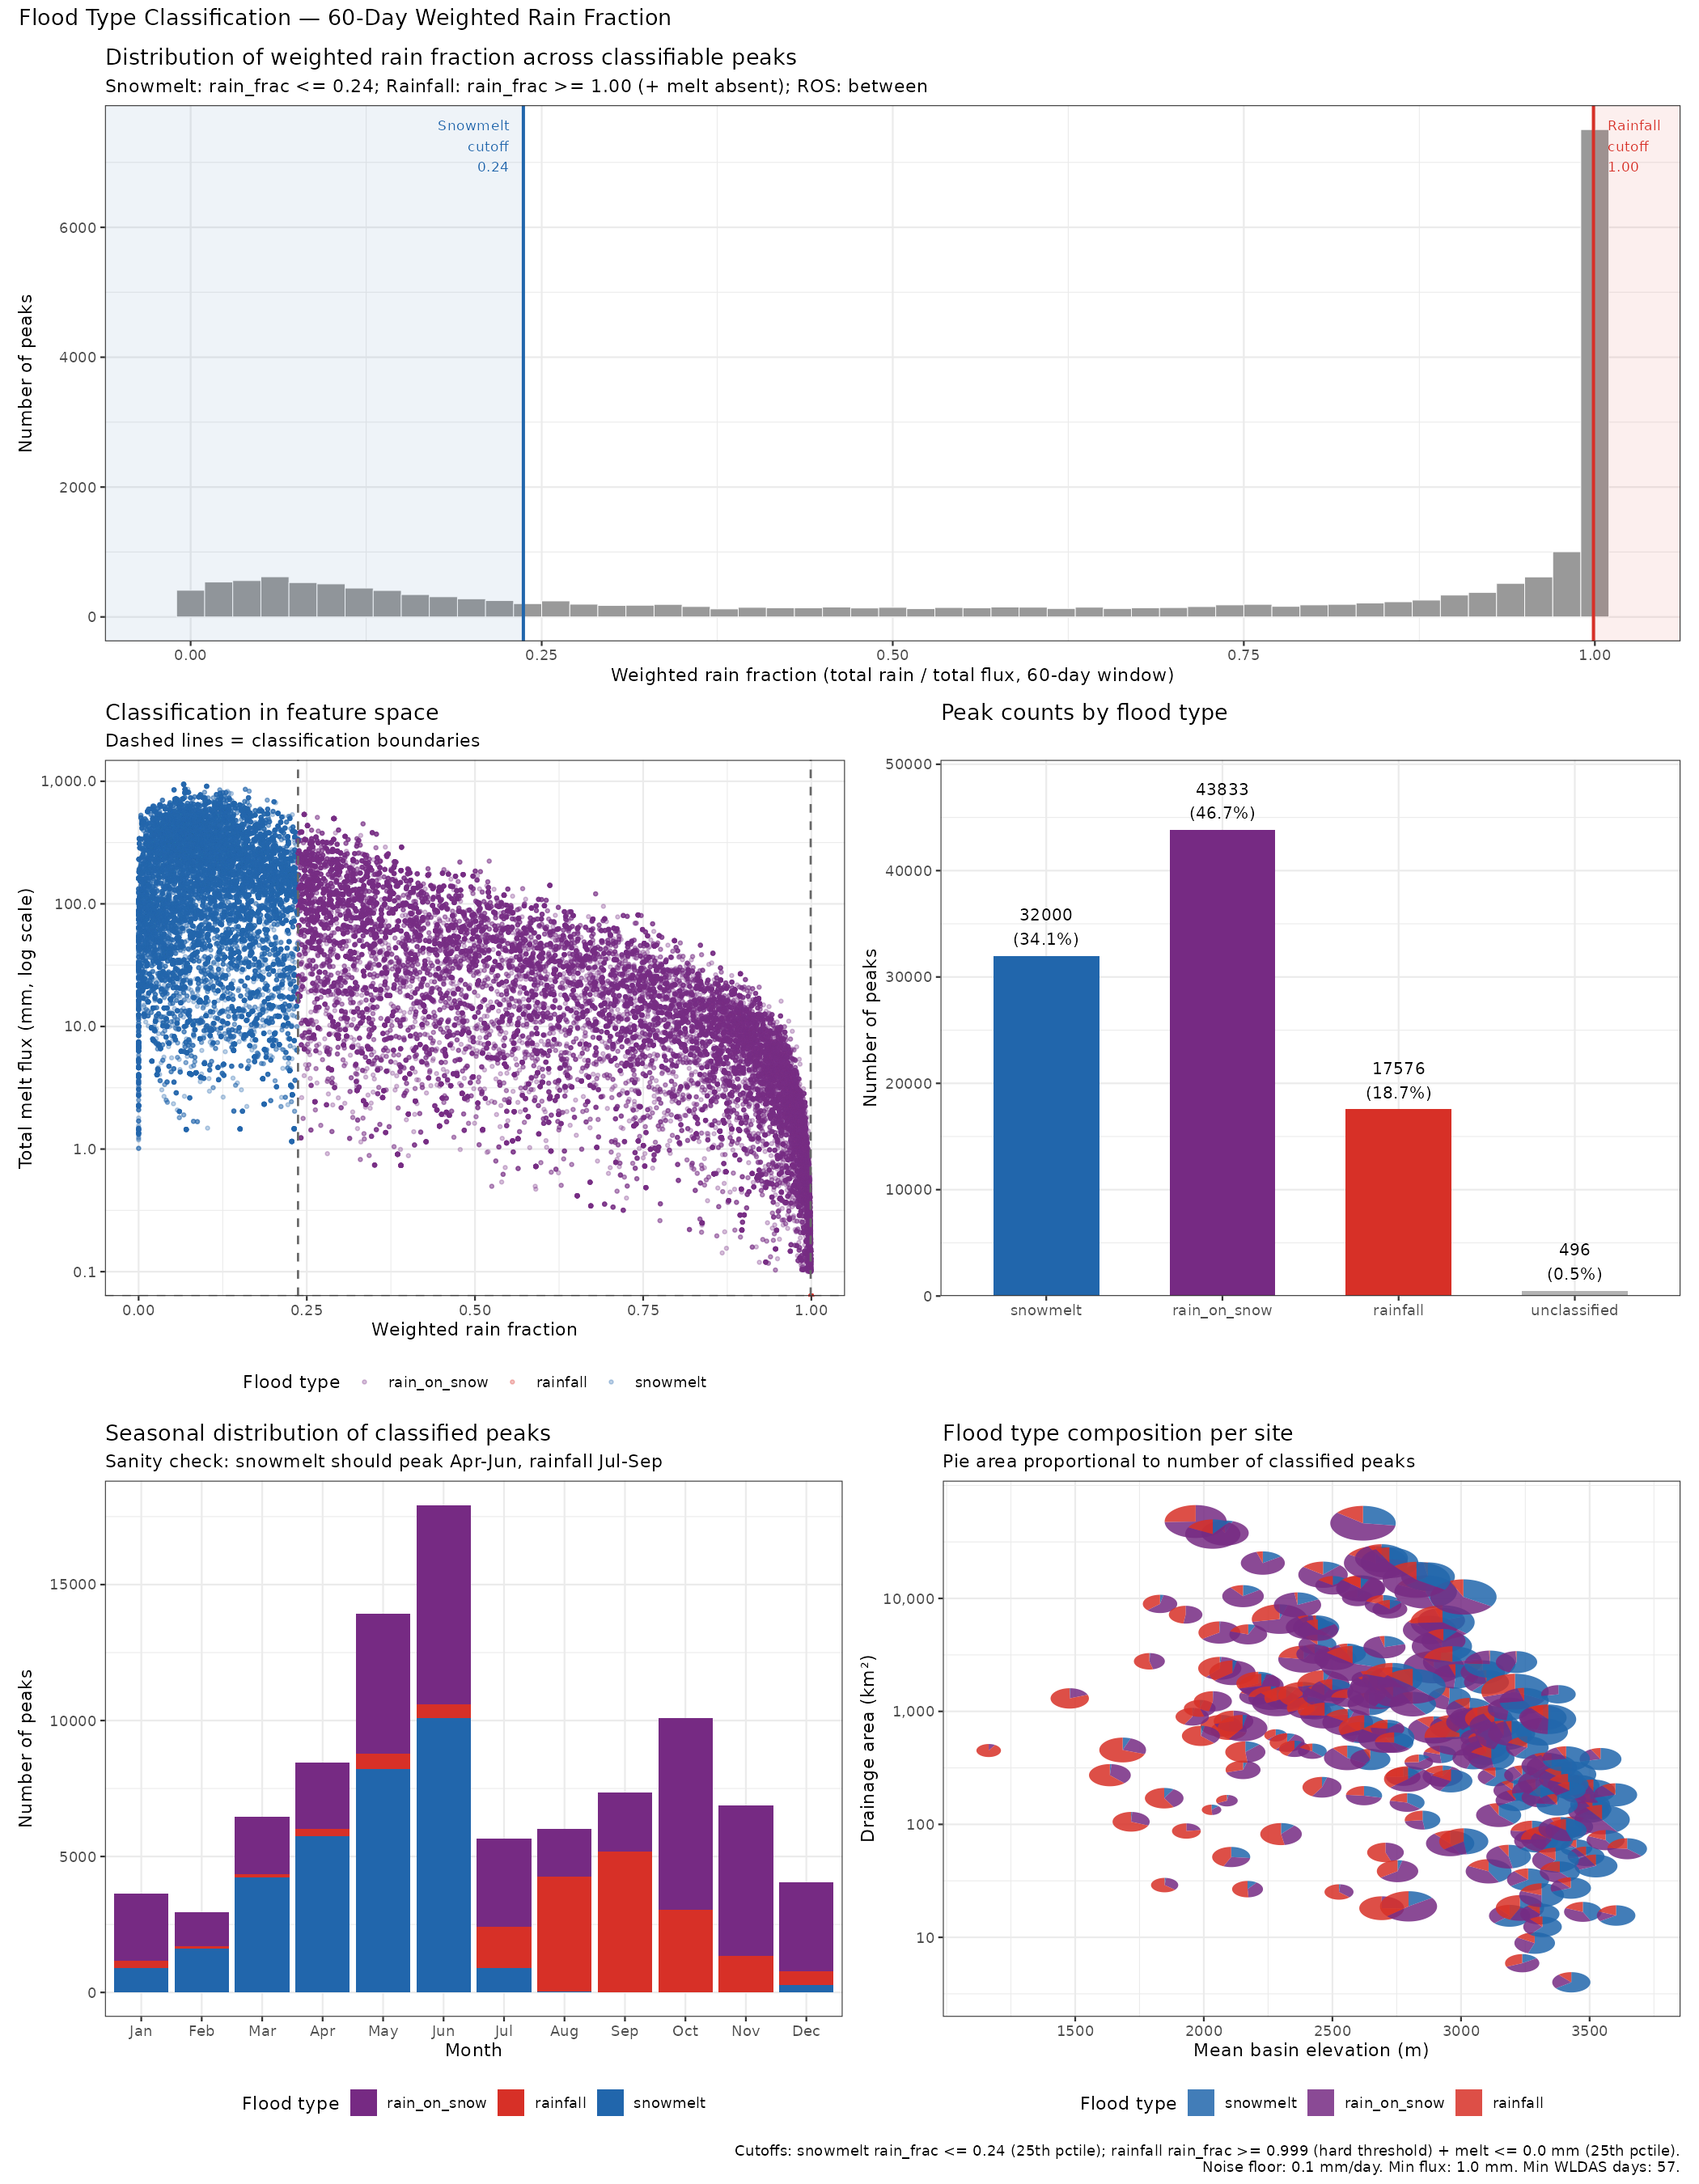 Flood Type Classification — 60-Day Weighted Rain Fraction
Distribution of weighted rain fraction across classifiable peaks
Snowmelt: rain_frac <= 0.24; Rainfall: rain_frac >= 1.00 (+ melt absent); ROS: between
Snowmelt
cutoff
0.24
Rainfall
cutoff
1.00
Number of peaks
6000
4000
2000
0
0.00
0.25
0.50
0.75
1.00
Weighted rain fraction (total rain / total flux, 60-day window)
Classification in feature space
Dashed lines = classification boundaries
Total melt flux (mm, log scale)
1,000.0
100.0
10.0
1.0
0.1
0.00
0.25
0.50
0.75
1.00
Weighted rain fraction
Flood type
rain_on_snow
rainfall
snowmelt
Peak counts by flood type
Number of peaks
50000
40000
30000
20000
10000
0
32000
(34.1%)
43833
(46.7%)
17576
(18.7%)
496
(0.5%)
snowmelt
rain_on_snow
rainfall
unclassified
Seasonal distribution of classified peaks
Sanity check: snowmelt should peak Apr-Jun, rainfall Jul-Sep
Number of peaks
15000
10000
5000
0
Jan
Feb
Mar
Apr
May
Jun
Jul
Aug
Sep
Oct
Nov
Dec
Month
Flood type
rain_on_snow
rainfall
snowmelt
Flood type composition per site
Pie area proportional to number of classified peaks
Drainage area (km²)
10,000
1,000
100
10
1500
2000
2500
3000
3500
Mean basin elevation (m)
Flood type
snowmelt
rain_on_snow
rainfall
Cutoffs: snowmelt rain_frac <= 0.24 (25th pctile); rainfall rain_frac >= 0.999 (hard threshold) + melt <= 0.0 mm (25th pctile).
Noise floor: 0.1 mm/day. Min flux: 1.0 mm. Min WLDAS days: 57.